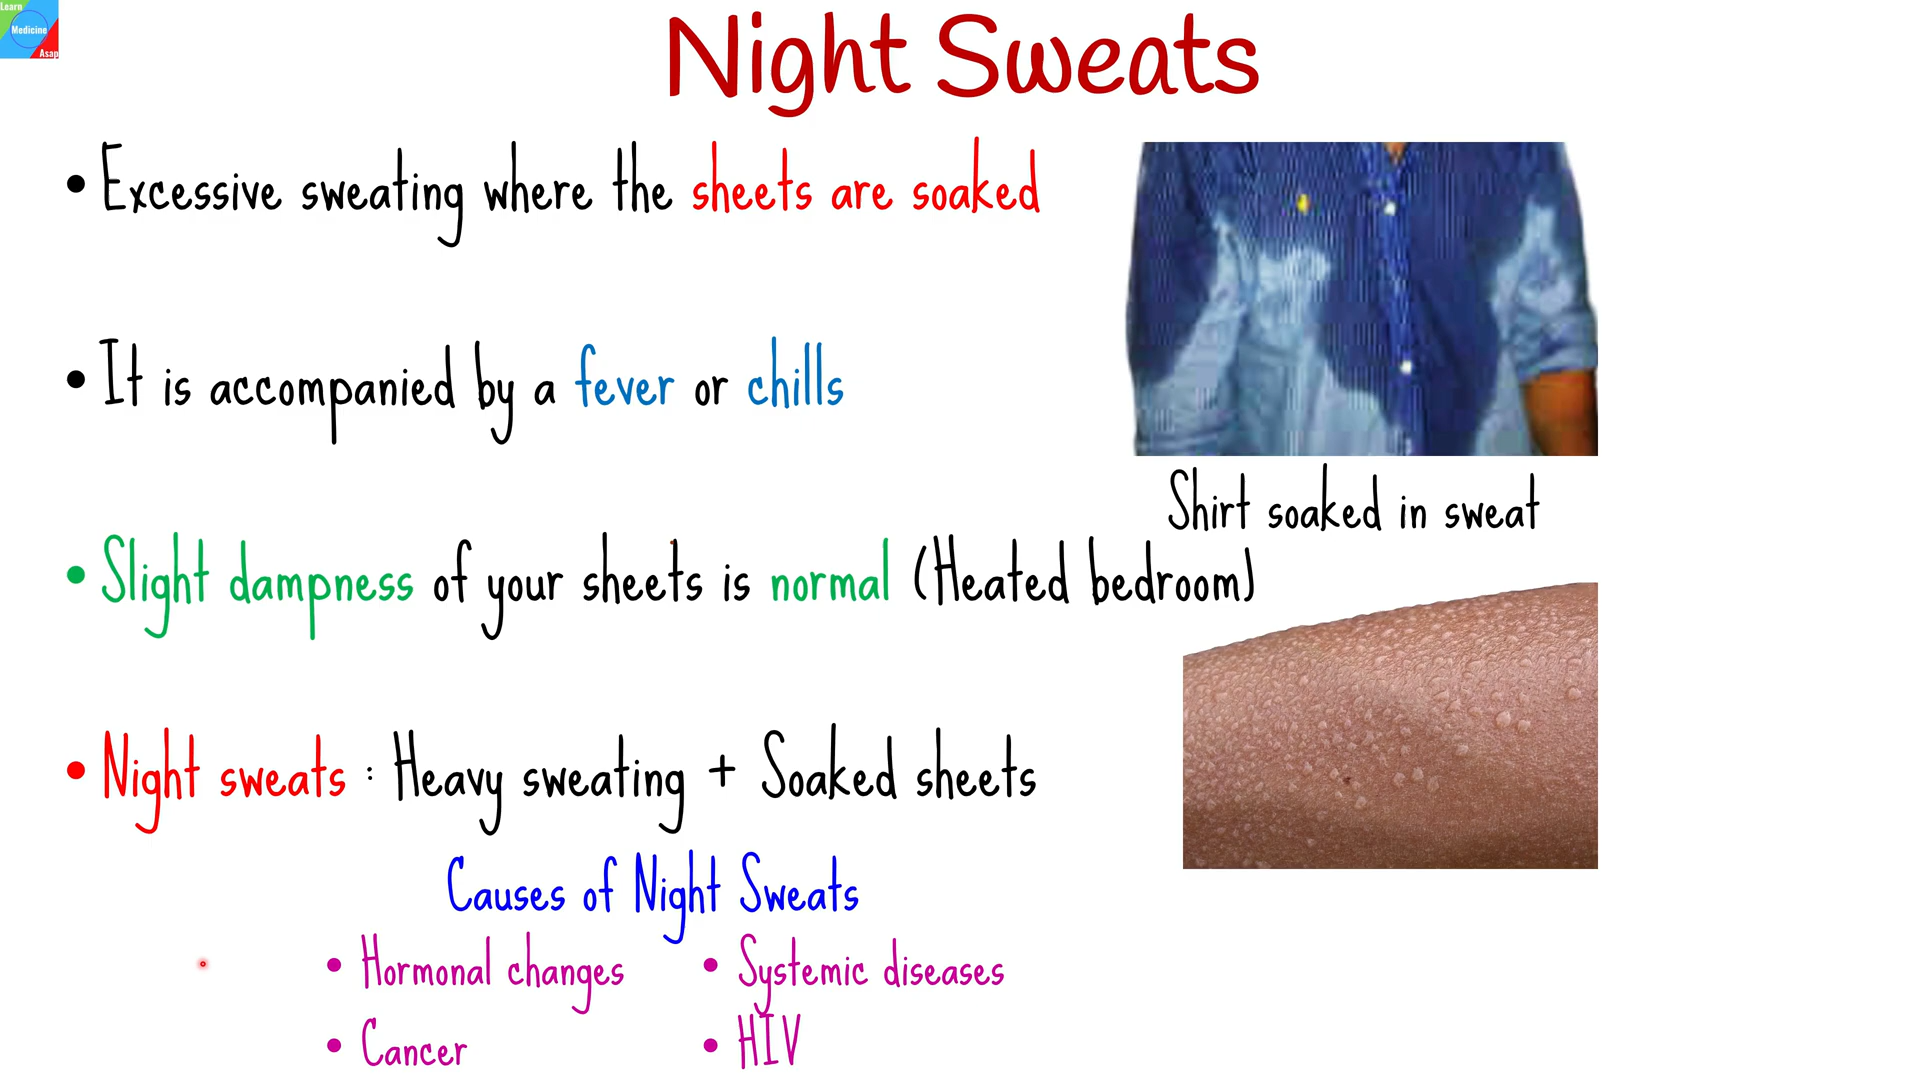 Learn
Medicine
Asap
Night Sweats
• Excessive sweating where the sheets are soaked
• It is accompanied by a fever or chills
Shirt soaked in sweat
• Slight dampness of your sheets is normal (Heated bedroom)
• Night sweats : Heavy sweating + Soaked sheets
Causes of Night Sweats
• Hormonal changes
• Systemic diseases
• Cancer
• HIV